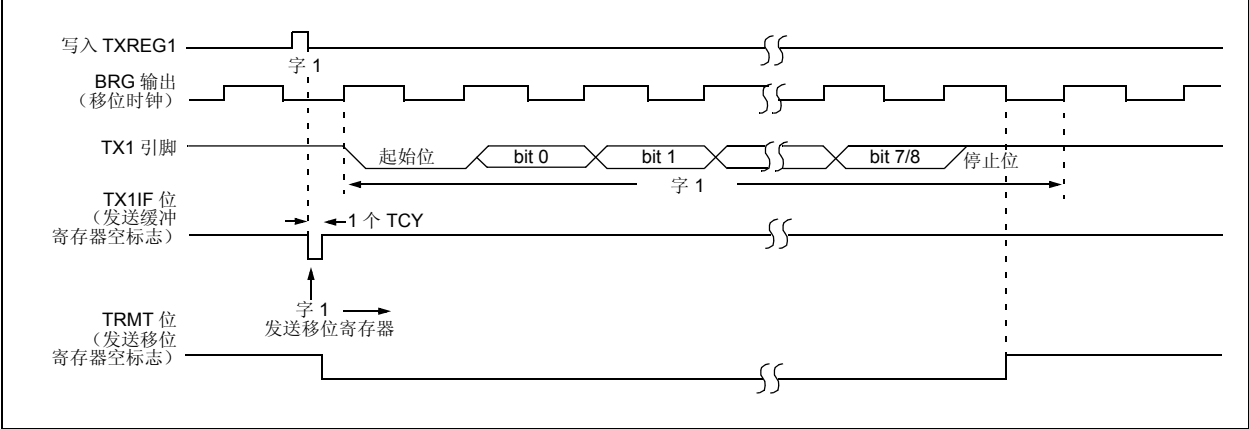 写入 TXREG1
字 1
BRG 输出
（移位时钟）
TX1 引脚
起始位
bit 0
bit 1
bit 7/8
停止位
字 1
TX1IF 位
（发送缓冲
寄存器空标志）
1 个 TCY
字 1
发送移位寄存器
TRMT 位
（发送移位
寄存器空标志）